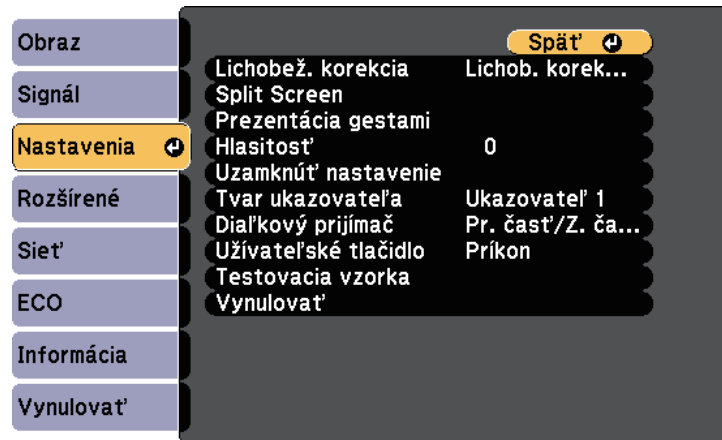 Obraz
Signál
Nastavenia
Rozšírené
Sieť
ECO
Informácia
Vynulovať
Späť
Lichobež. korekcia Lichob. korek...
Split Screen
Prezentácia gestami
Hlasitosť 0
Uzamknúť nastavenie
Tvar ukazovateľa Ukazovateľ 1
Diaľkový prijímač Pr. časť/Z. ča...
Užívateľské tlačidlo Príkon
Testovacia vzorka
Vynulovať